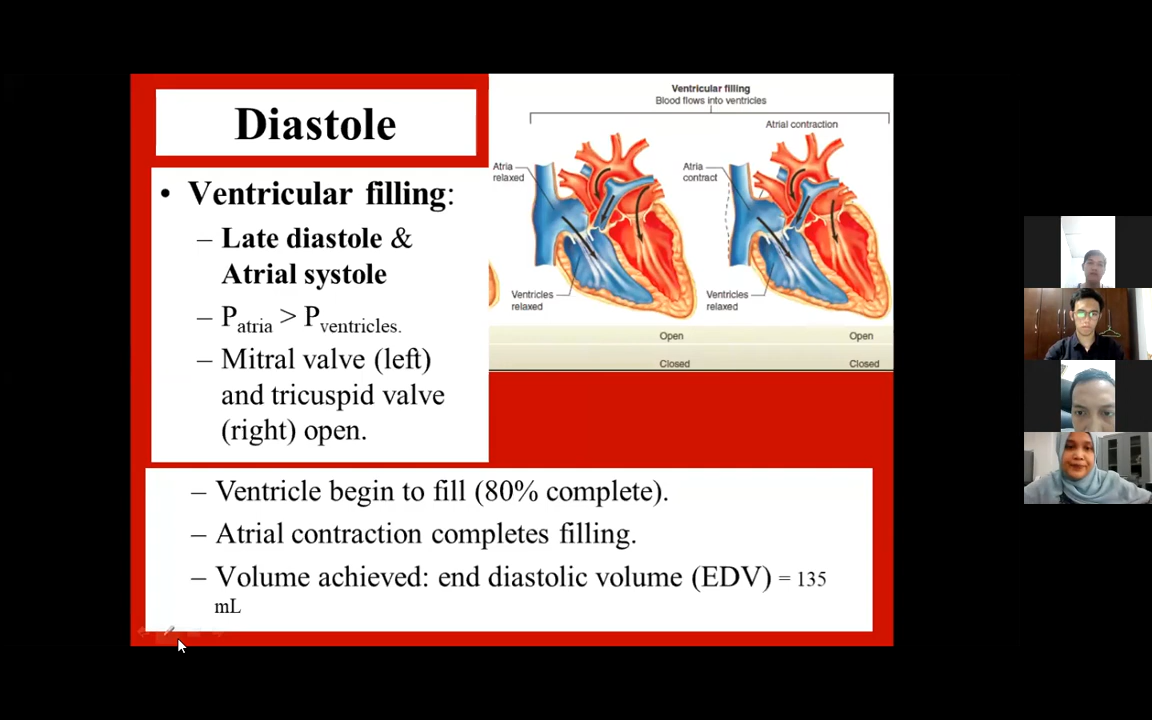 Diastole
• Ventricular filling:
– Late diastole &
Atrial systole
– Patria > Pventricles.
– Mitral valve (left)
and tricuspid valve
(right) open.
– Ventricle begin to fill (80% complete).
– Atrial contraction completes filling.
– Volume achieved: end diastolic volume (EDV) = 135
mL
Ventricular filling
Blood flows into ventricles
Atrial contraction
Atria
relaxed
Atria
contract
Ventricles
relaxed
Ventricles
relaxed
Open
Open
Closed
Closed